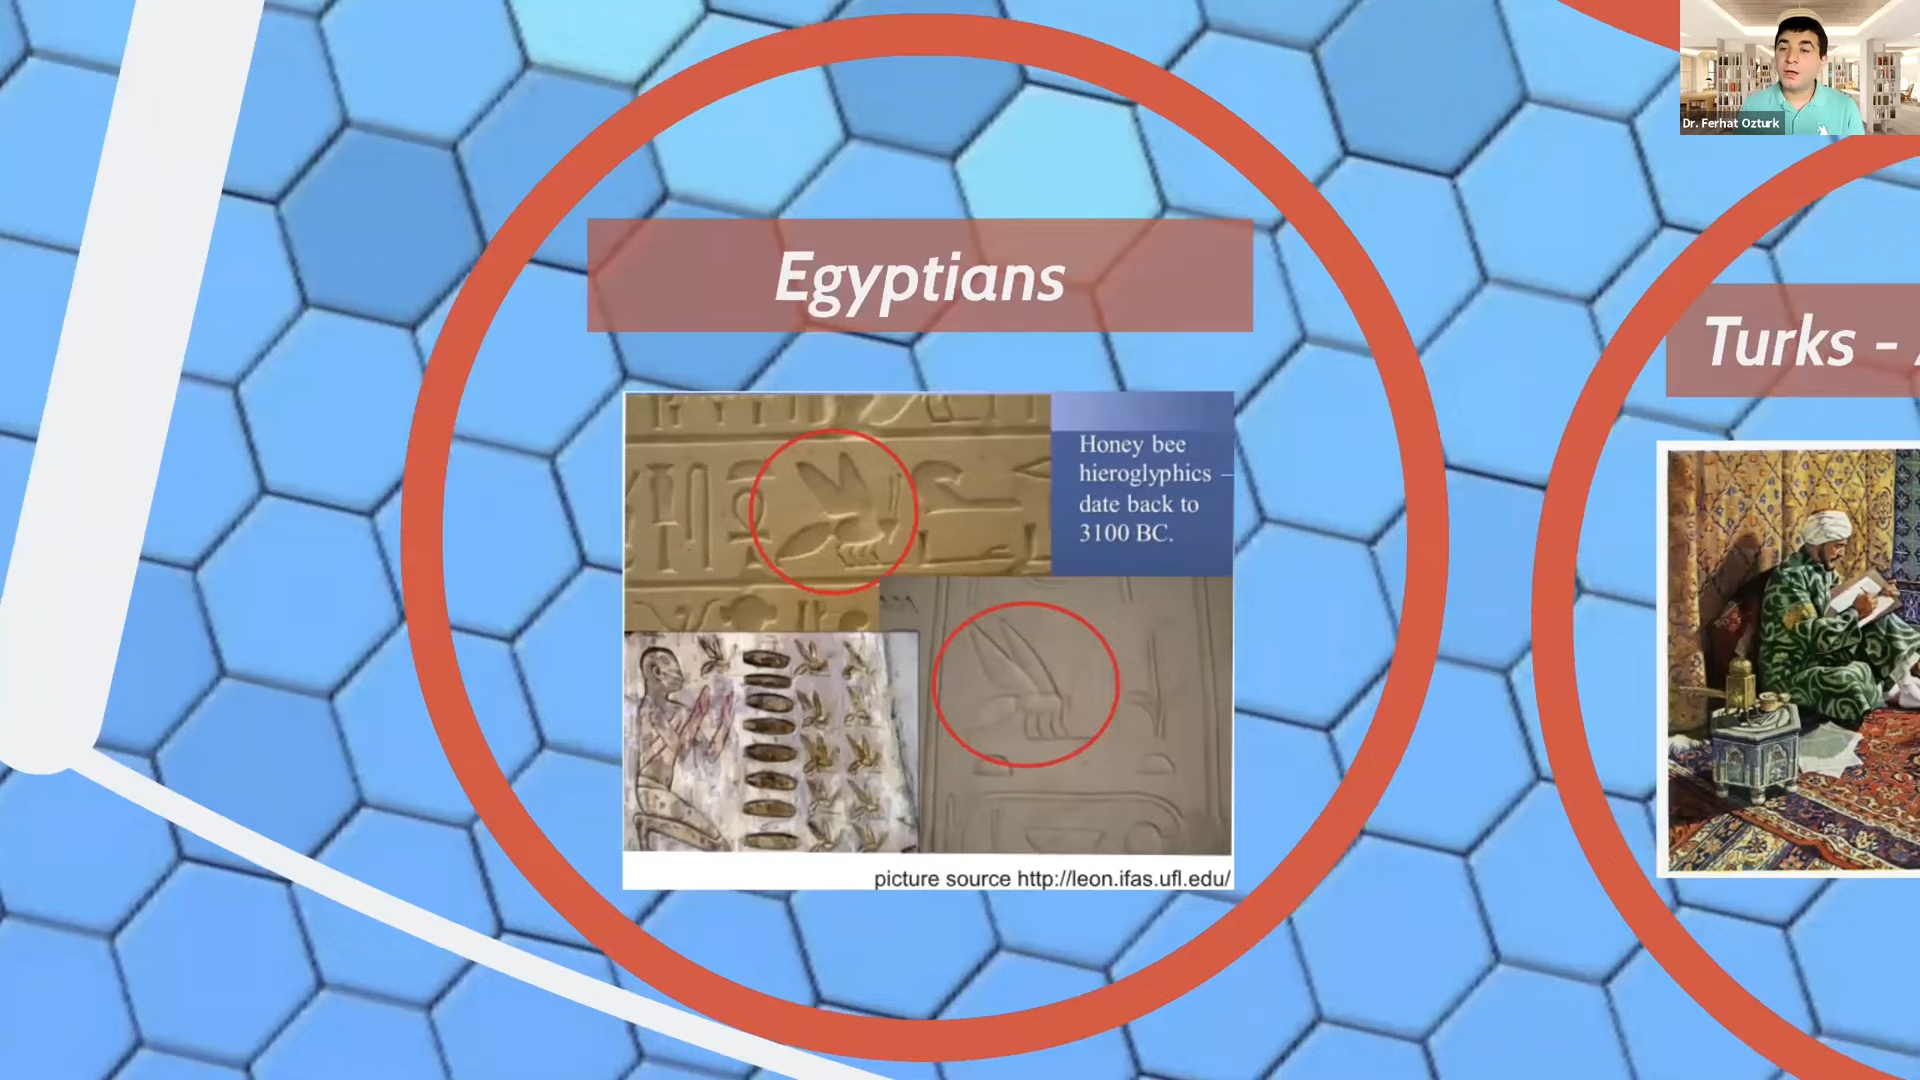 Dr. Ferhat Ozturk
Egyptians
Turks -
Honey bee
hieroglyphics –
date back to
3100 BC.
picture source http://leon.ifas.ufl.edu/